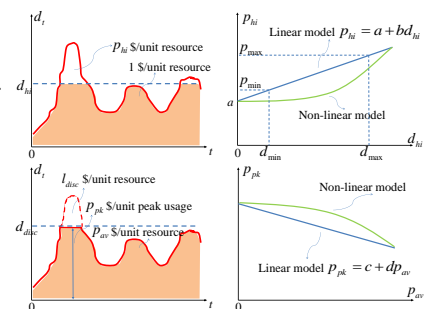 d_t
p_hi $/unit resource
1 $/unit resource
d_hi
0
t
p_hi
Linear model p_hi = a + bd_hi
p_max
p_min
a
Non-linear model
0
d_min
d_max
d_hi
d_t
l_disc $/unit resource
p_pk $/unit peak usage
d_disc
p_av $/unit resource
0
t
p_pk
Non-linear model
Linear model p_pk = c + dp_av
0
p_av